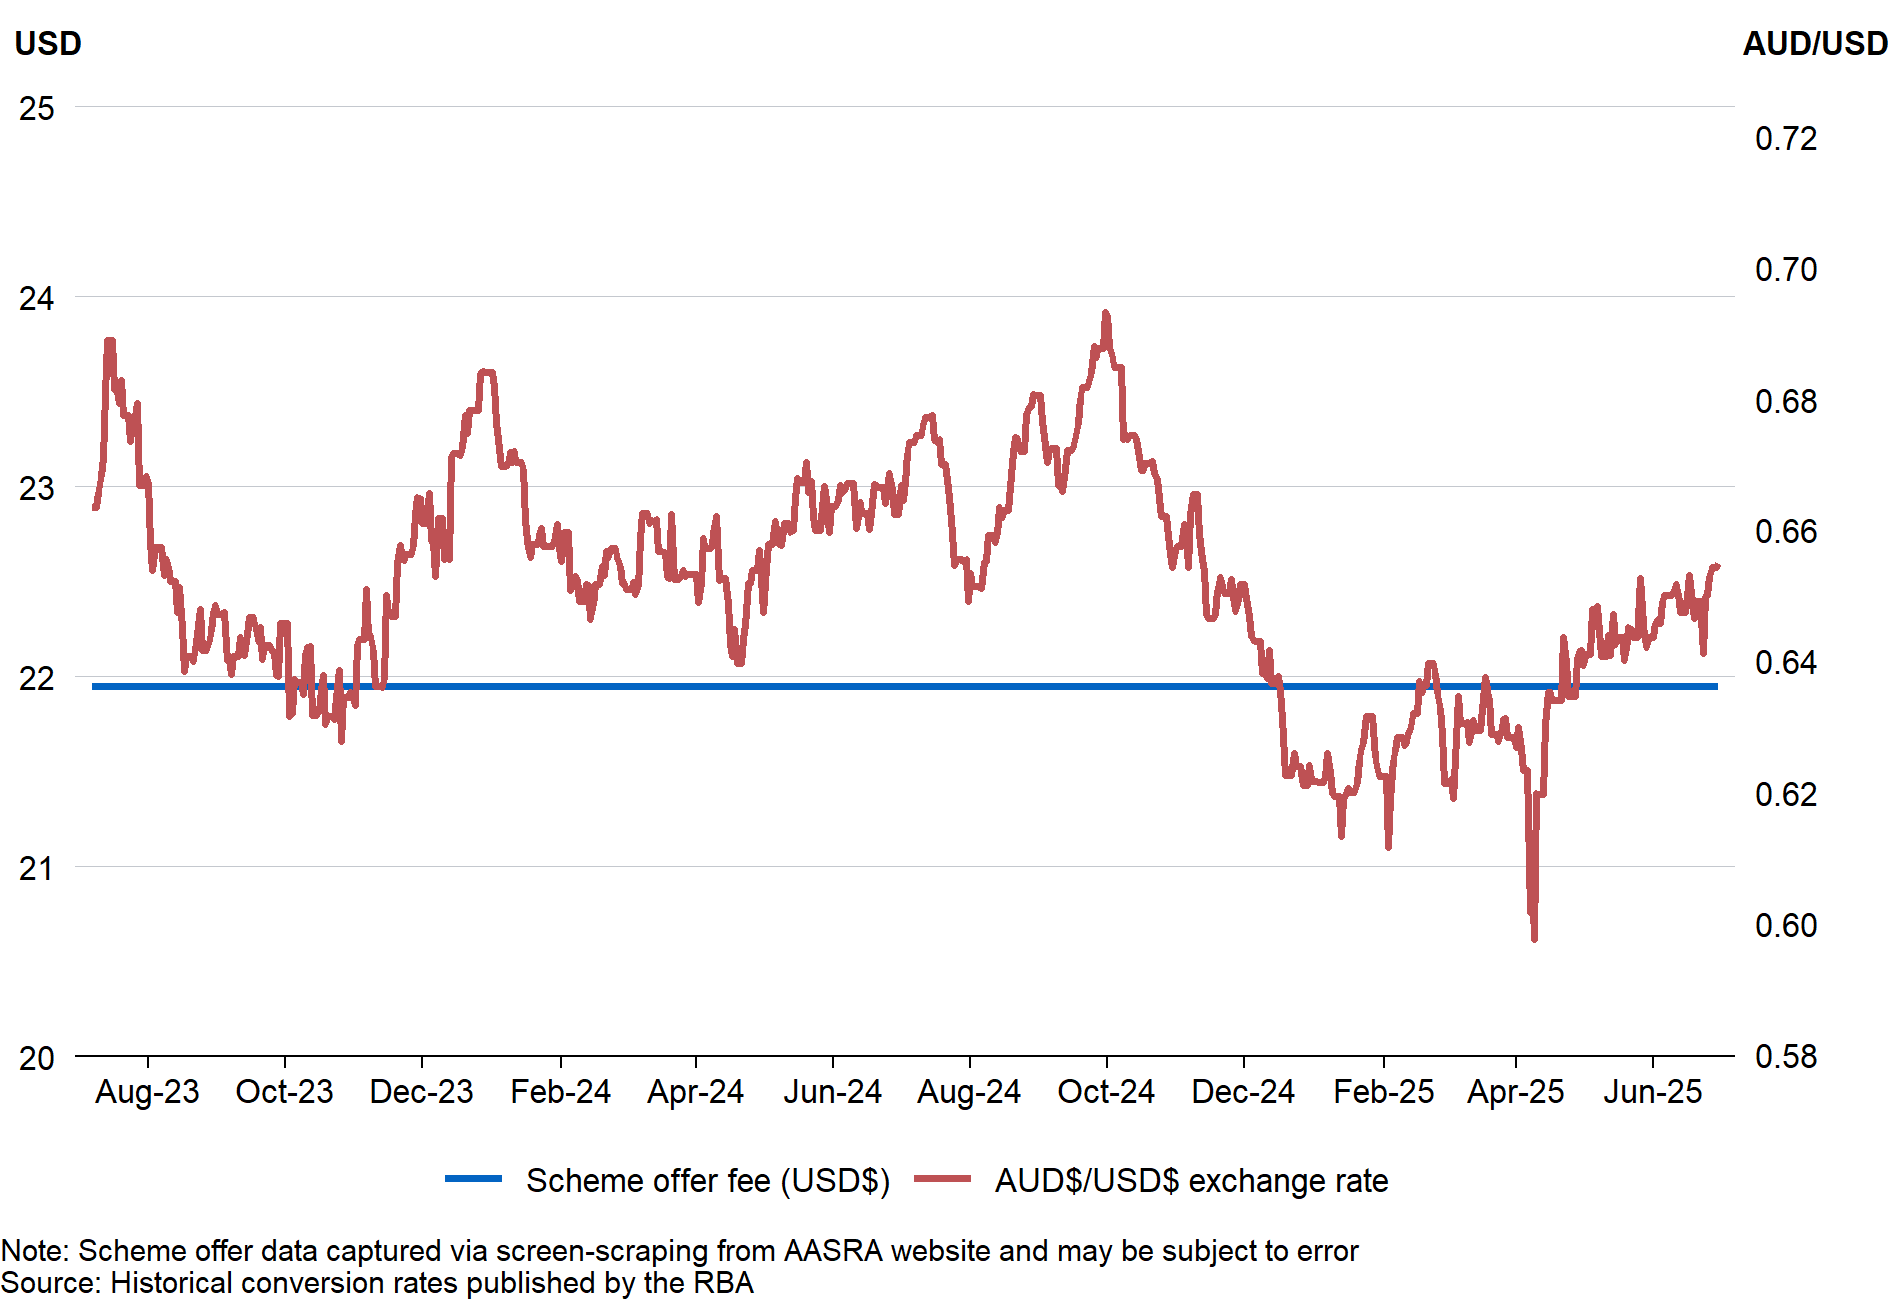 USD
AUD/USD
25
24
23
22
21
20
0.72
0.70
0.68
0.66
0.64
0.62
0.60
0.58
Aug-23 Oct-23 Dec-23 Feb-24 Apr-24 Jun-24 Aug-24 Oct-24 Dec-24 Feb-25 Apr-25 Jun-25
Scheme offer fee (USD$) AUD$/USD$ exchange rate
Note: Scheme offer data captured via screen-scraping from AASRA website and may be subject to error
Source: Historical conversion rates published by the RBA